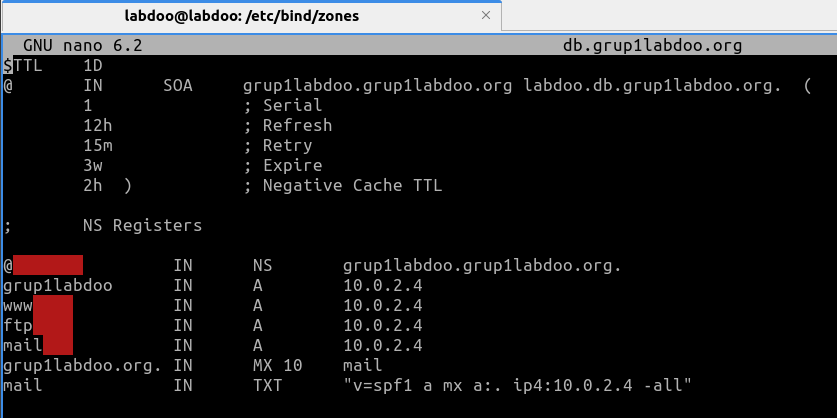 labdoo@labdoo: /etc/bind/zones ×
GNU nano 6.2 db.grup1labdoo.org
$TTL 1D
@ IN SOA grup1labdoo.grup1labdoo.org labdoo.db.grup1labdoo.org. (
1 ; Serial
12h ; Refresh
15m ; Retry
3w ; Expire
2h ) ; Negative Cache TTL
; NS Registers
@ IN NS grup1labdoo.grup1labdoo.org.
grup1labdoo IN A 10.0.2.4
www IN A 10.0.2.4
ftp IN A 10.0.2.4
mail IN A 10.0.2.4
grup1labdoo.org. IN MX 10 mail
mail IN TXT "v=spf1 a mx a:. ip4:10.0.2.4 -all"